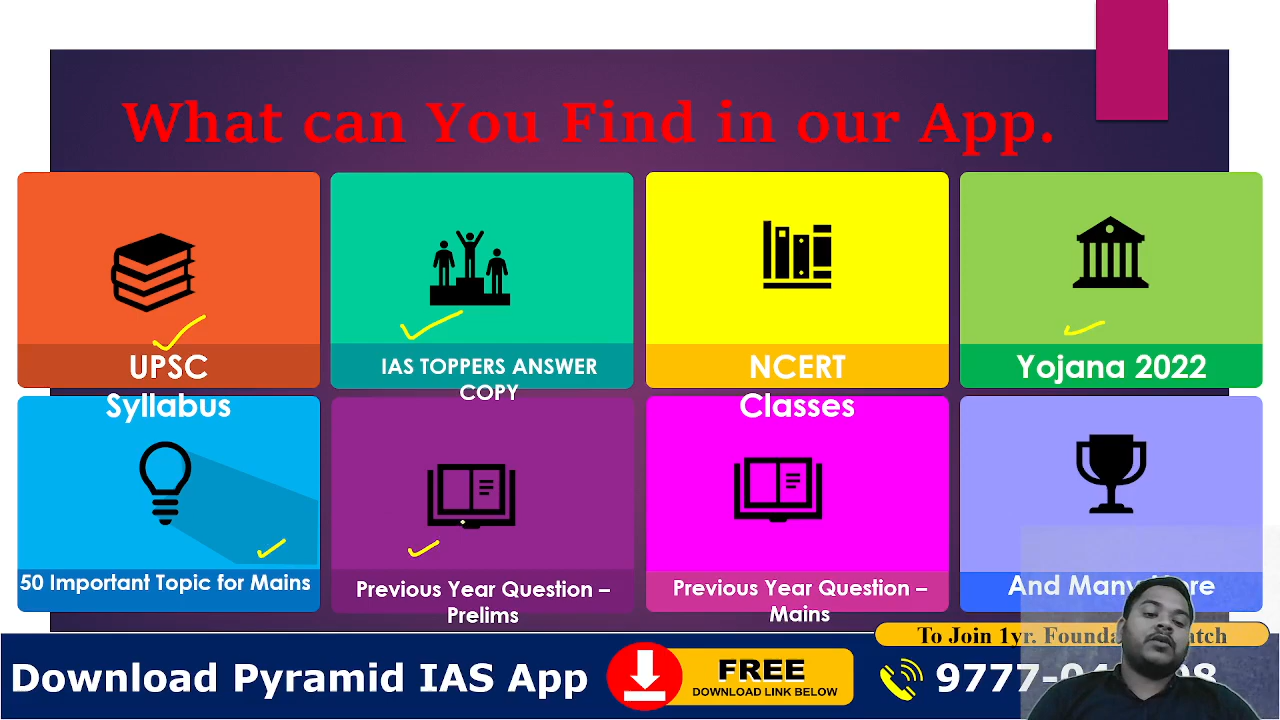 What can You Find in our App.
UPSC
Syllabus
IAS TOPPERS ANSWER
COPY
NCERT
Classes
Yojana 2022
50 Important Topic for Mains
Previous Year Question –
Prelims
Previous Year Question –
Mains
And Many
To Join 1yr.
Download Pyramid IAS App
FREE
DOWNLOAD LINK BELOW
9777-